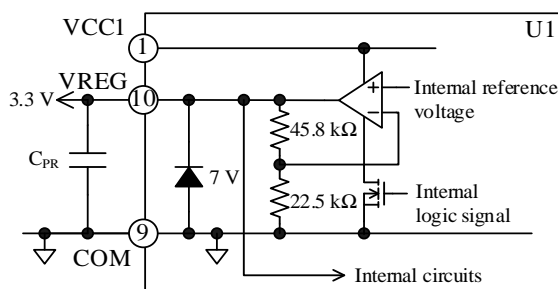 VCC1
U1
1
VREG
10
3.3 V
+
−
Internal reference
voltage
45.8 kΩ
CPR
7 V
22.5 kΩ
Internal
logic signal
9
COM
Internal circuits